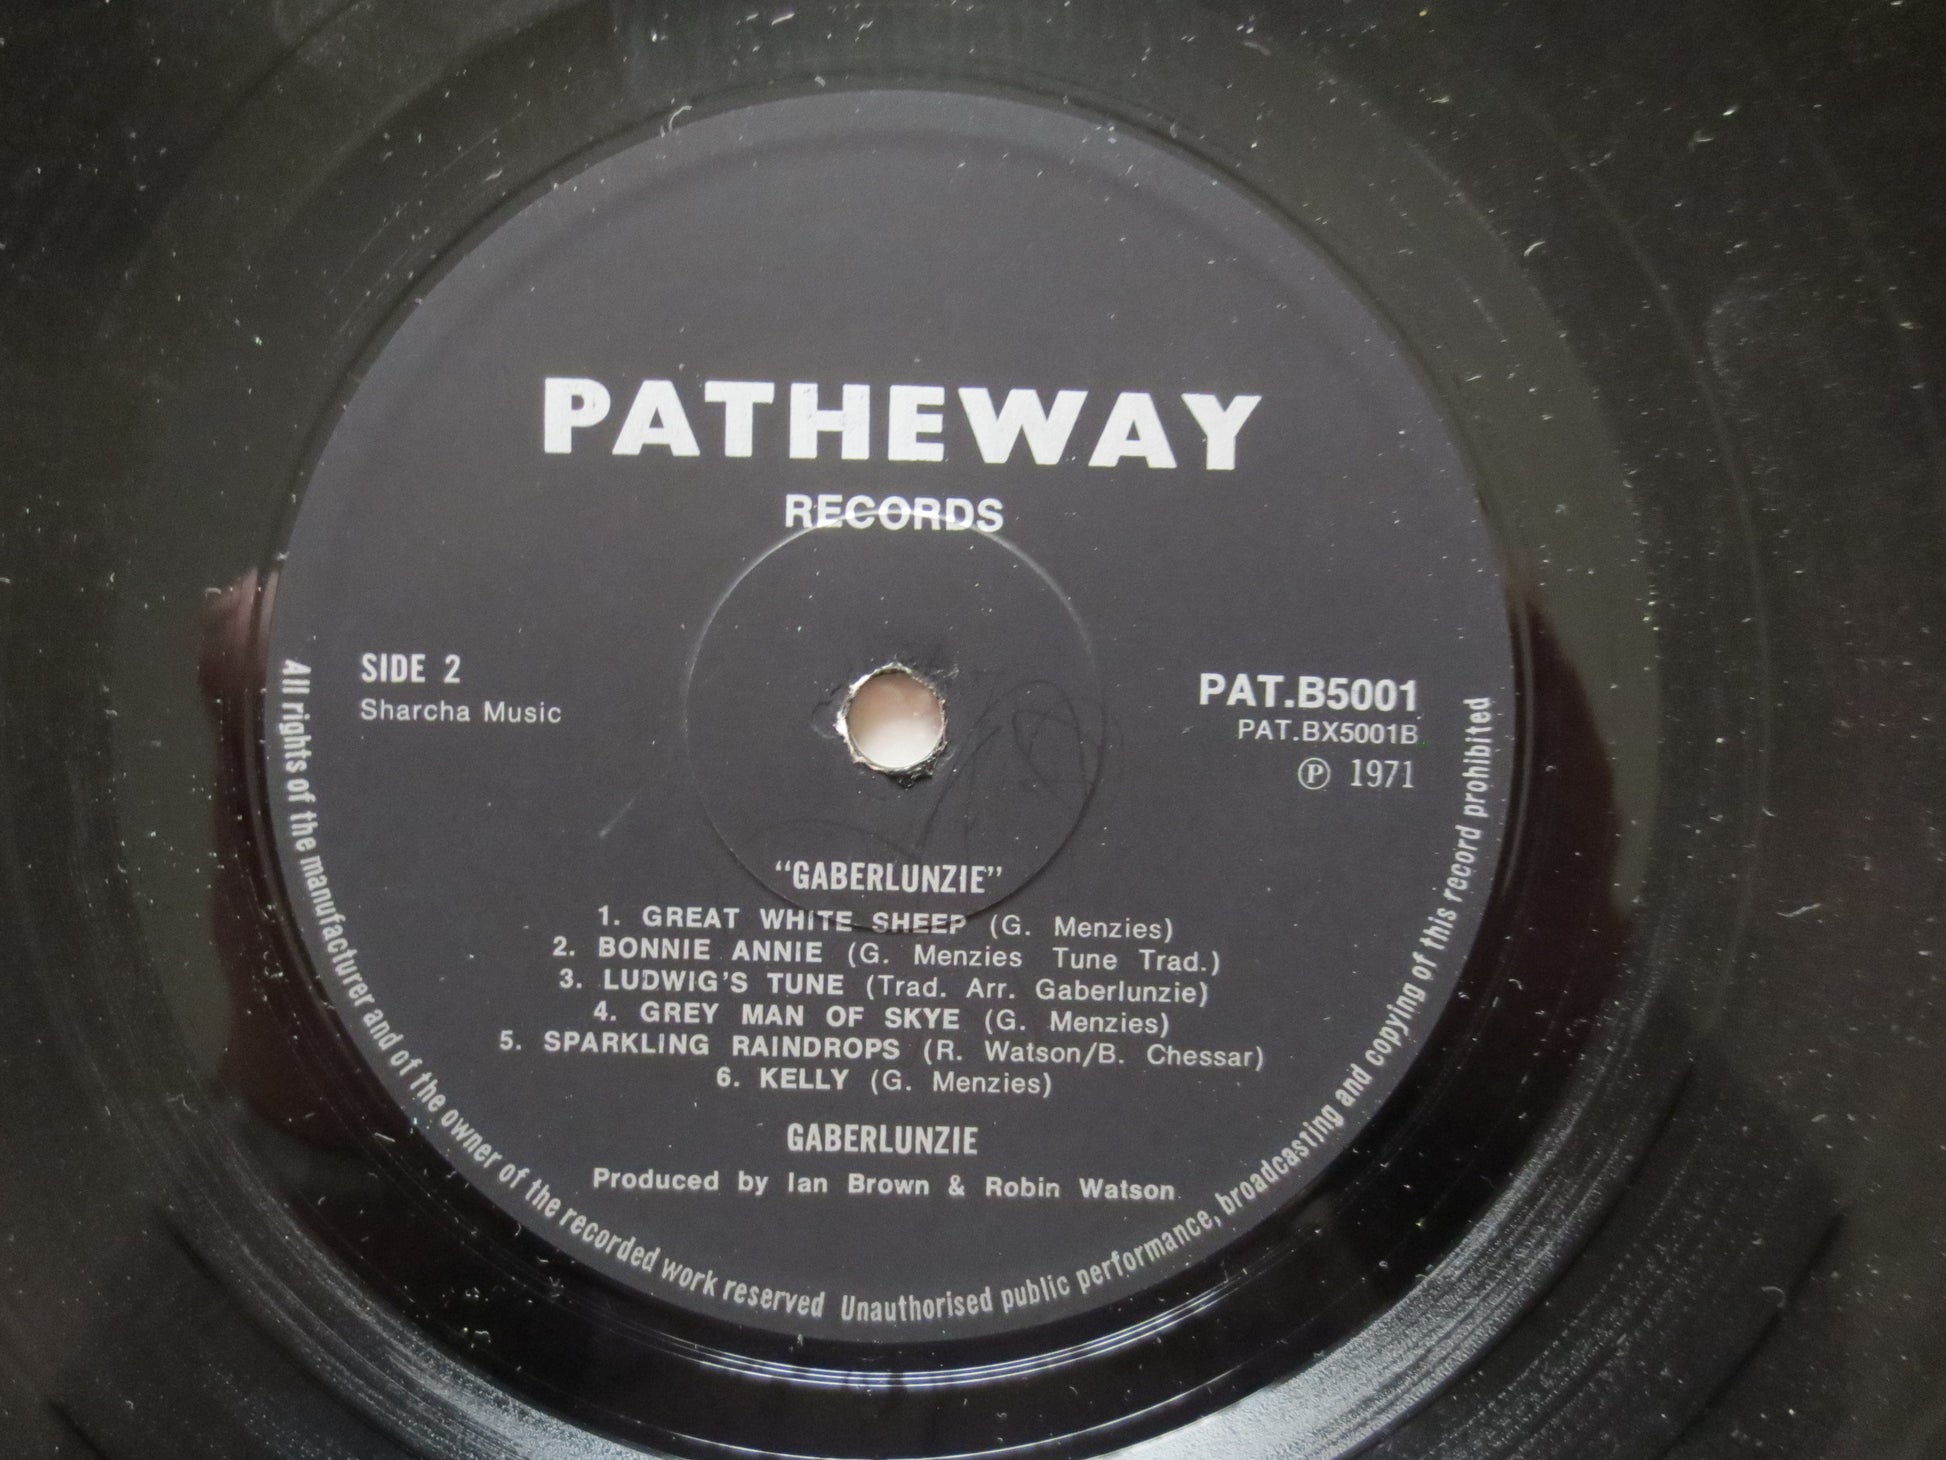 PATHEWAY
RECORDS
SIDE 2
Sharcha Music
PAT.B5001
PAT.BX5001B
Ⓟ 1971
“GABERLUNZIE”
1. GREAT WHITE SHEEP (G. Menzies)
2. BONNIE ANNIE (G. Menzies Tune Trad.)
3. LUDWIG'S TUNE (Trad. Arr. Gaberlunzie)
4. GREY MAN OF SKYE (G. Menzies)
5. SPARKLING RAINDROPS (R. Watson/B. Chessar)
6. KELLY (G. Menzies)
GABERLUNZIE
Produced by Ian Brown & Robin Watson
All rights of the manufacturer and of the owner of the recorded work reserved Unauthorised public performance, broadcasting and copying of this record prohibited